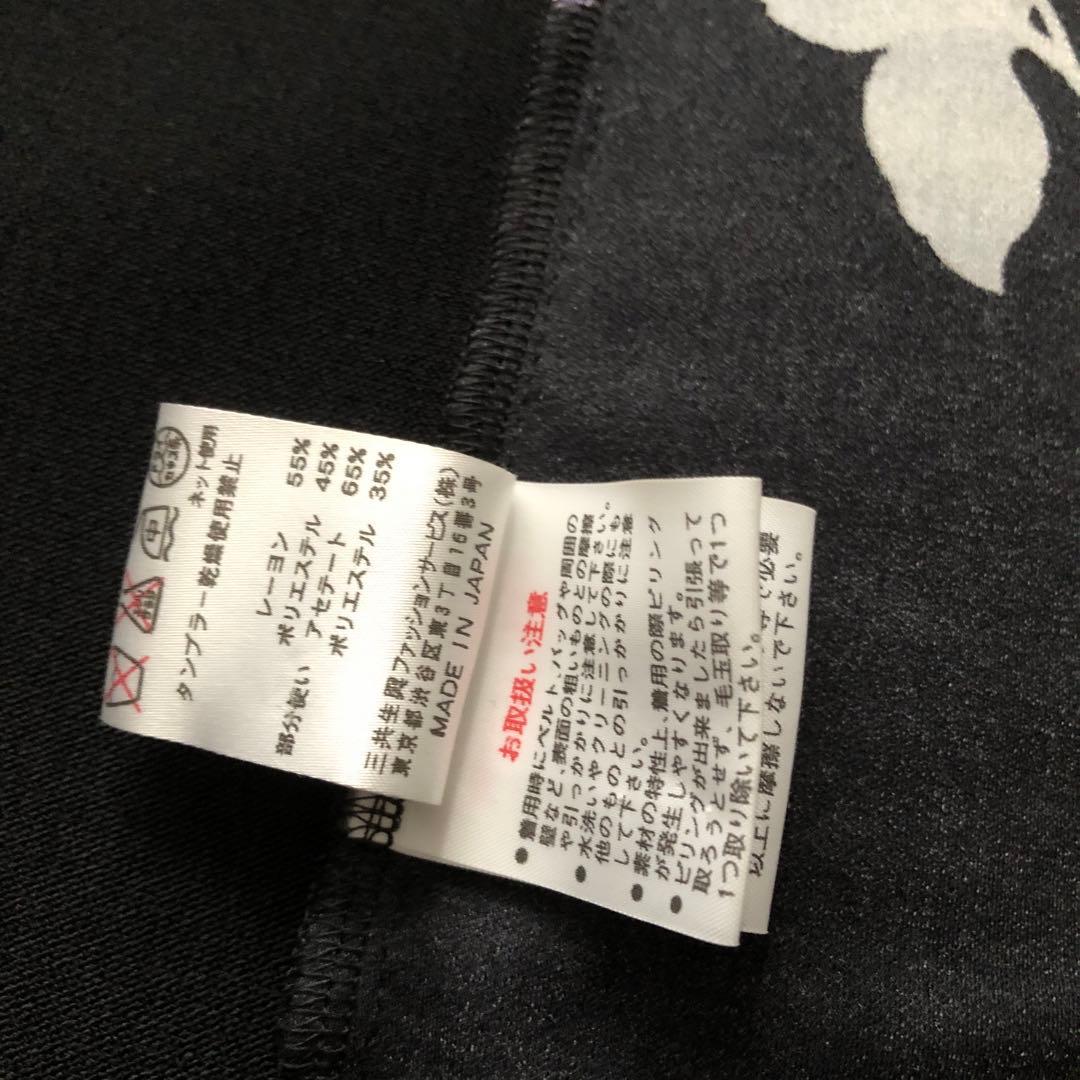 中
ネット使用
タンブラー乾燥使用禁止
レーヨン 55%
ポリエステル 45%
部分使い アセテート 65%
ポリエステル 35%
三共生興ファッションサービス(株)
東京都渋谷区東3丁目16番3号
MADE IN JAPAN
お取扱い注意
●着用時にベルト、バッグや周囲の
壁など、表面の粗いものとの摩擦
や引っかかりに注意して下さい。
●水洗いやクリーニングの際にも
他のものとの引っかかりに注意
して下さい。
●素材の特性上、着用の際ピリング
が発生しやすくなります。
●ピリングが出来ましたら引張って
取ろうとせず、毛玉取り等で1つ
1つ取り除いて下さい。
必要
以上に摩擦しないで下さい。